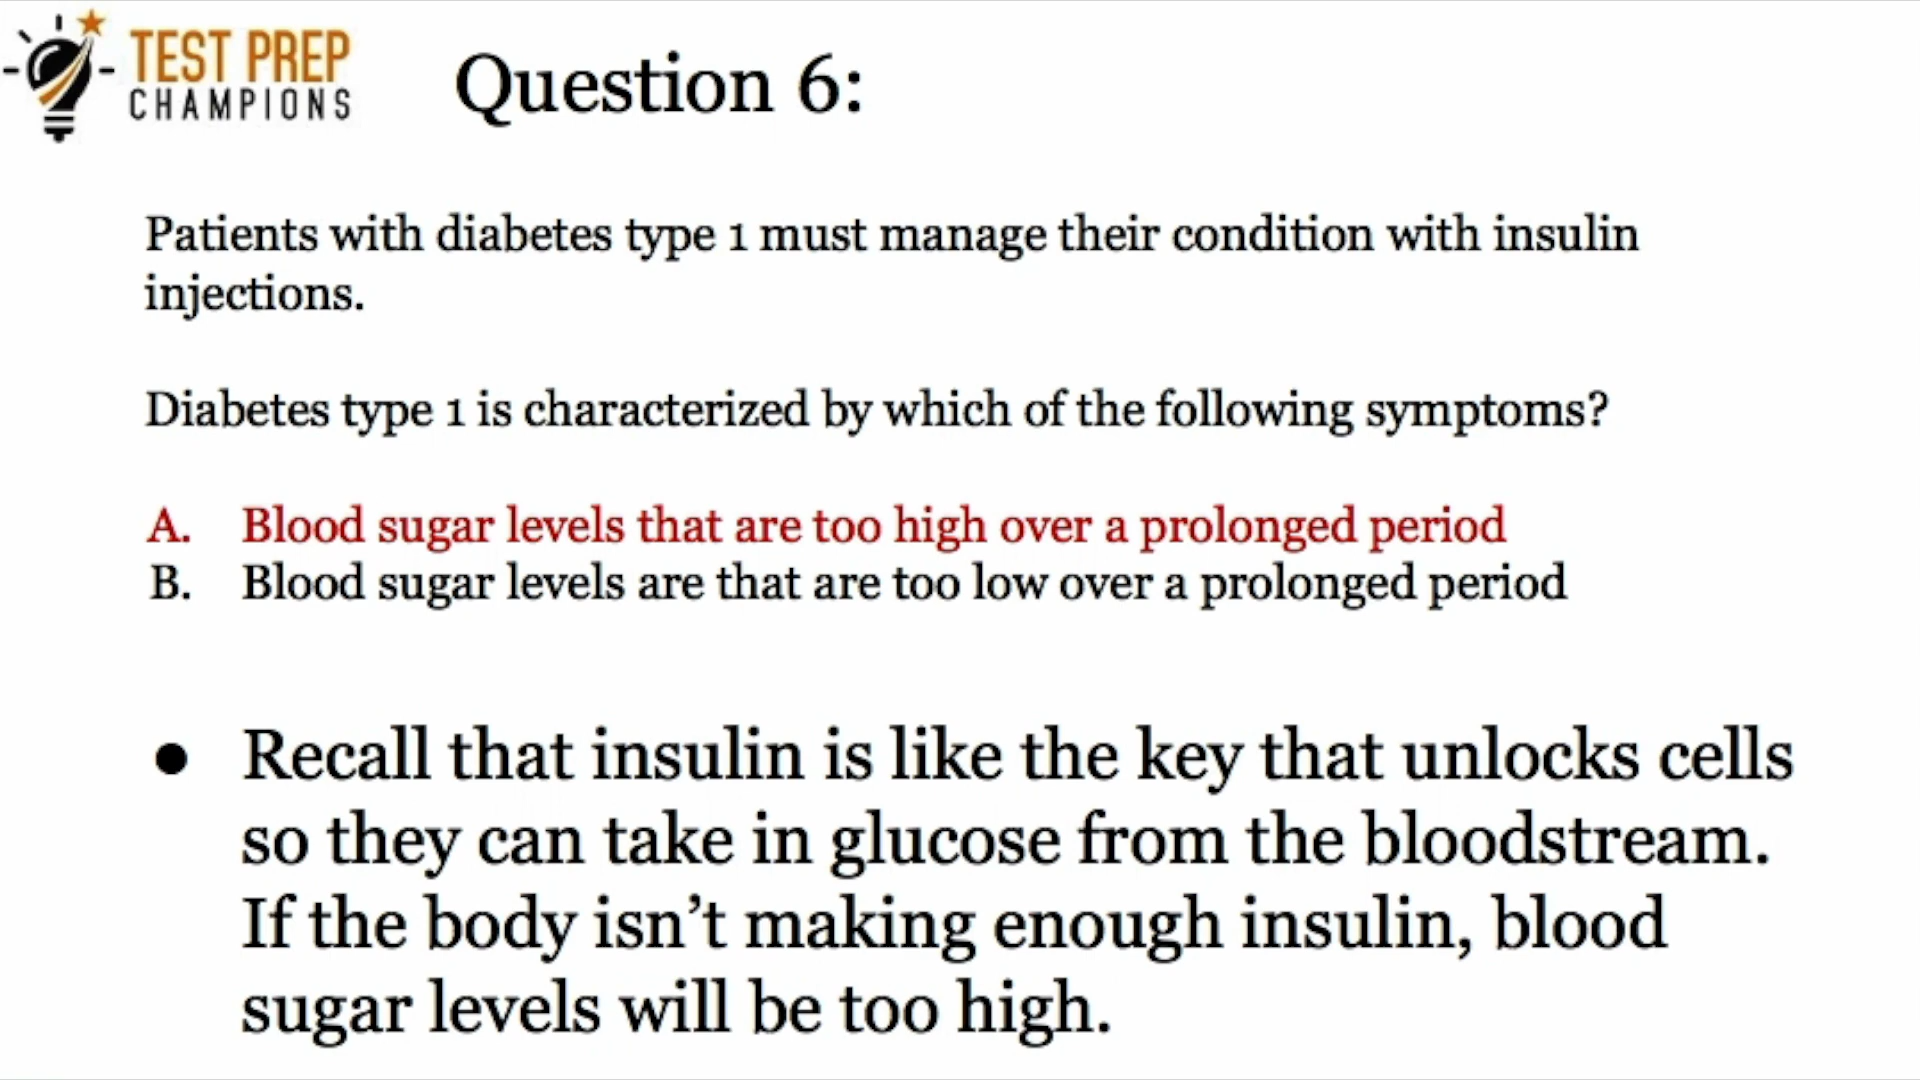 TEST PREP
CHAMPIONS
Question 6:
Patients with diabetes type 1 must manage their condition with insulin
injections.
Diabetes type 1 is characterized by which of the following symptoms?
A. Blood sugar levels that are too high over a prolonged period
B. Blood sugar levels are that are too low over a prolonged period
● Recall that insulin is like the key that unlocks cells
so they can take in glucose from the bloodstream.
If the body isn’t making enough insulin, blood
sugar levels will be too high.